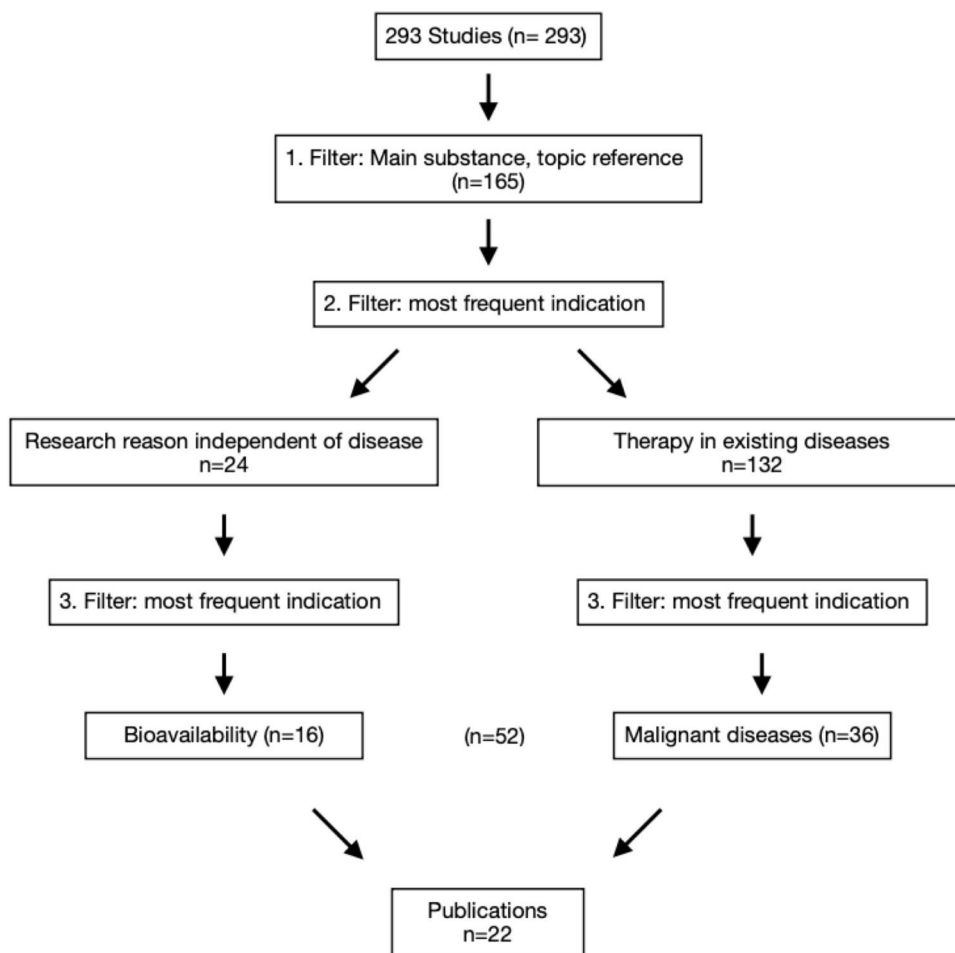 293 Studies (n= 293)
1. Filter: Main substance, topic reference
(n=165)
2. Filter: most frequent indication
Research reason independent of disease
n=24
Therapy in existing diseases
n=132
3. Filter: most frequent indication
3. Filter: most frequent indication
Bioavailability (n=16)
(n=52)
Malignant diseases (n=36)
Publications
n=22